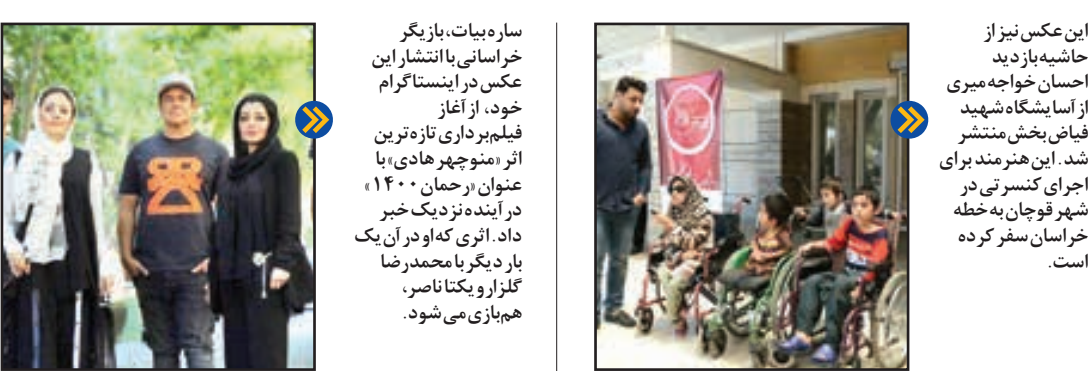 این عکس نیز از
حاشیه بازدید
احسان خواجه میری
از آسایشگاه شهید
فیاض بخش منتشر
شد. این هنرمند برای
اجرای کنسرتی در
شهر قوچان به خطه
خراسان سفر کرده
است.
ساره بیات، بازیگر
خراسانی با انتشار این
عکس در اینستاگرام
خود، از آغاز
فیلم‌برداری تازه‌ترین
اثر «منوچهر هادی» با
عنوان «رحمان ۱۴۰۰»
در آینده نزدیک خبر
داد. اثری که او در آن یک
بار دیگر با محمدرضا
گلزار و یکتا ناصر،
هم‌بازی می‌شود.